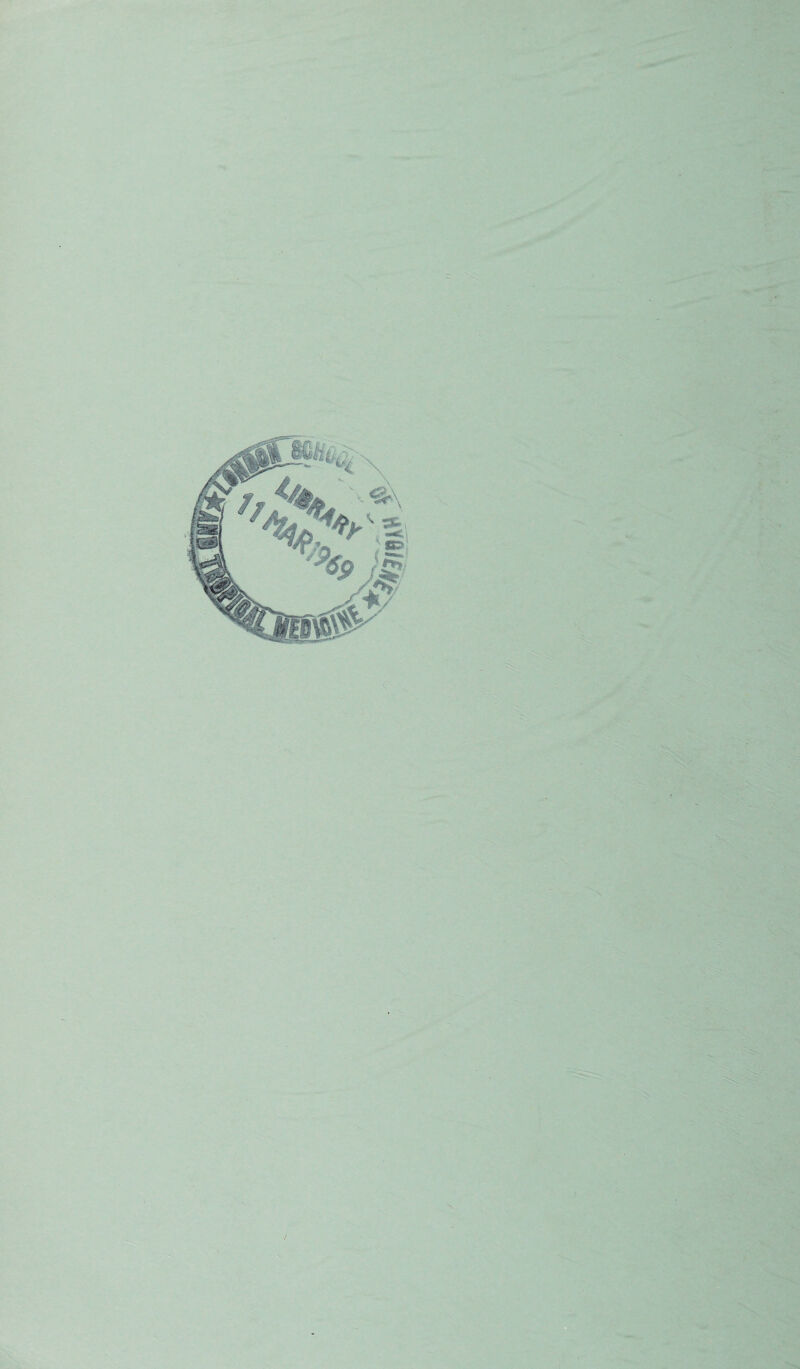 ★ LONDON SCHOOL OF HYGIENE ★
AND TROPICAL MEDICINE
LIBRARY
11 MAR 1969